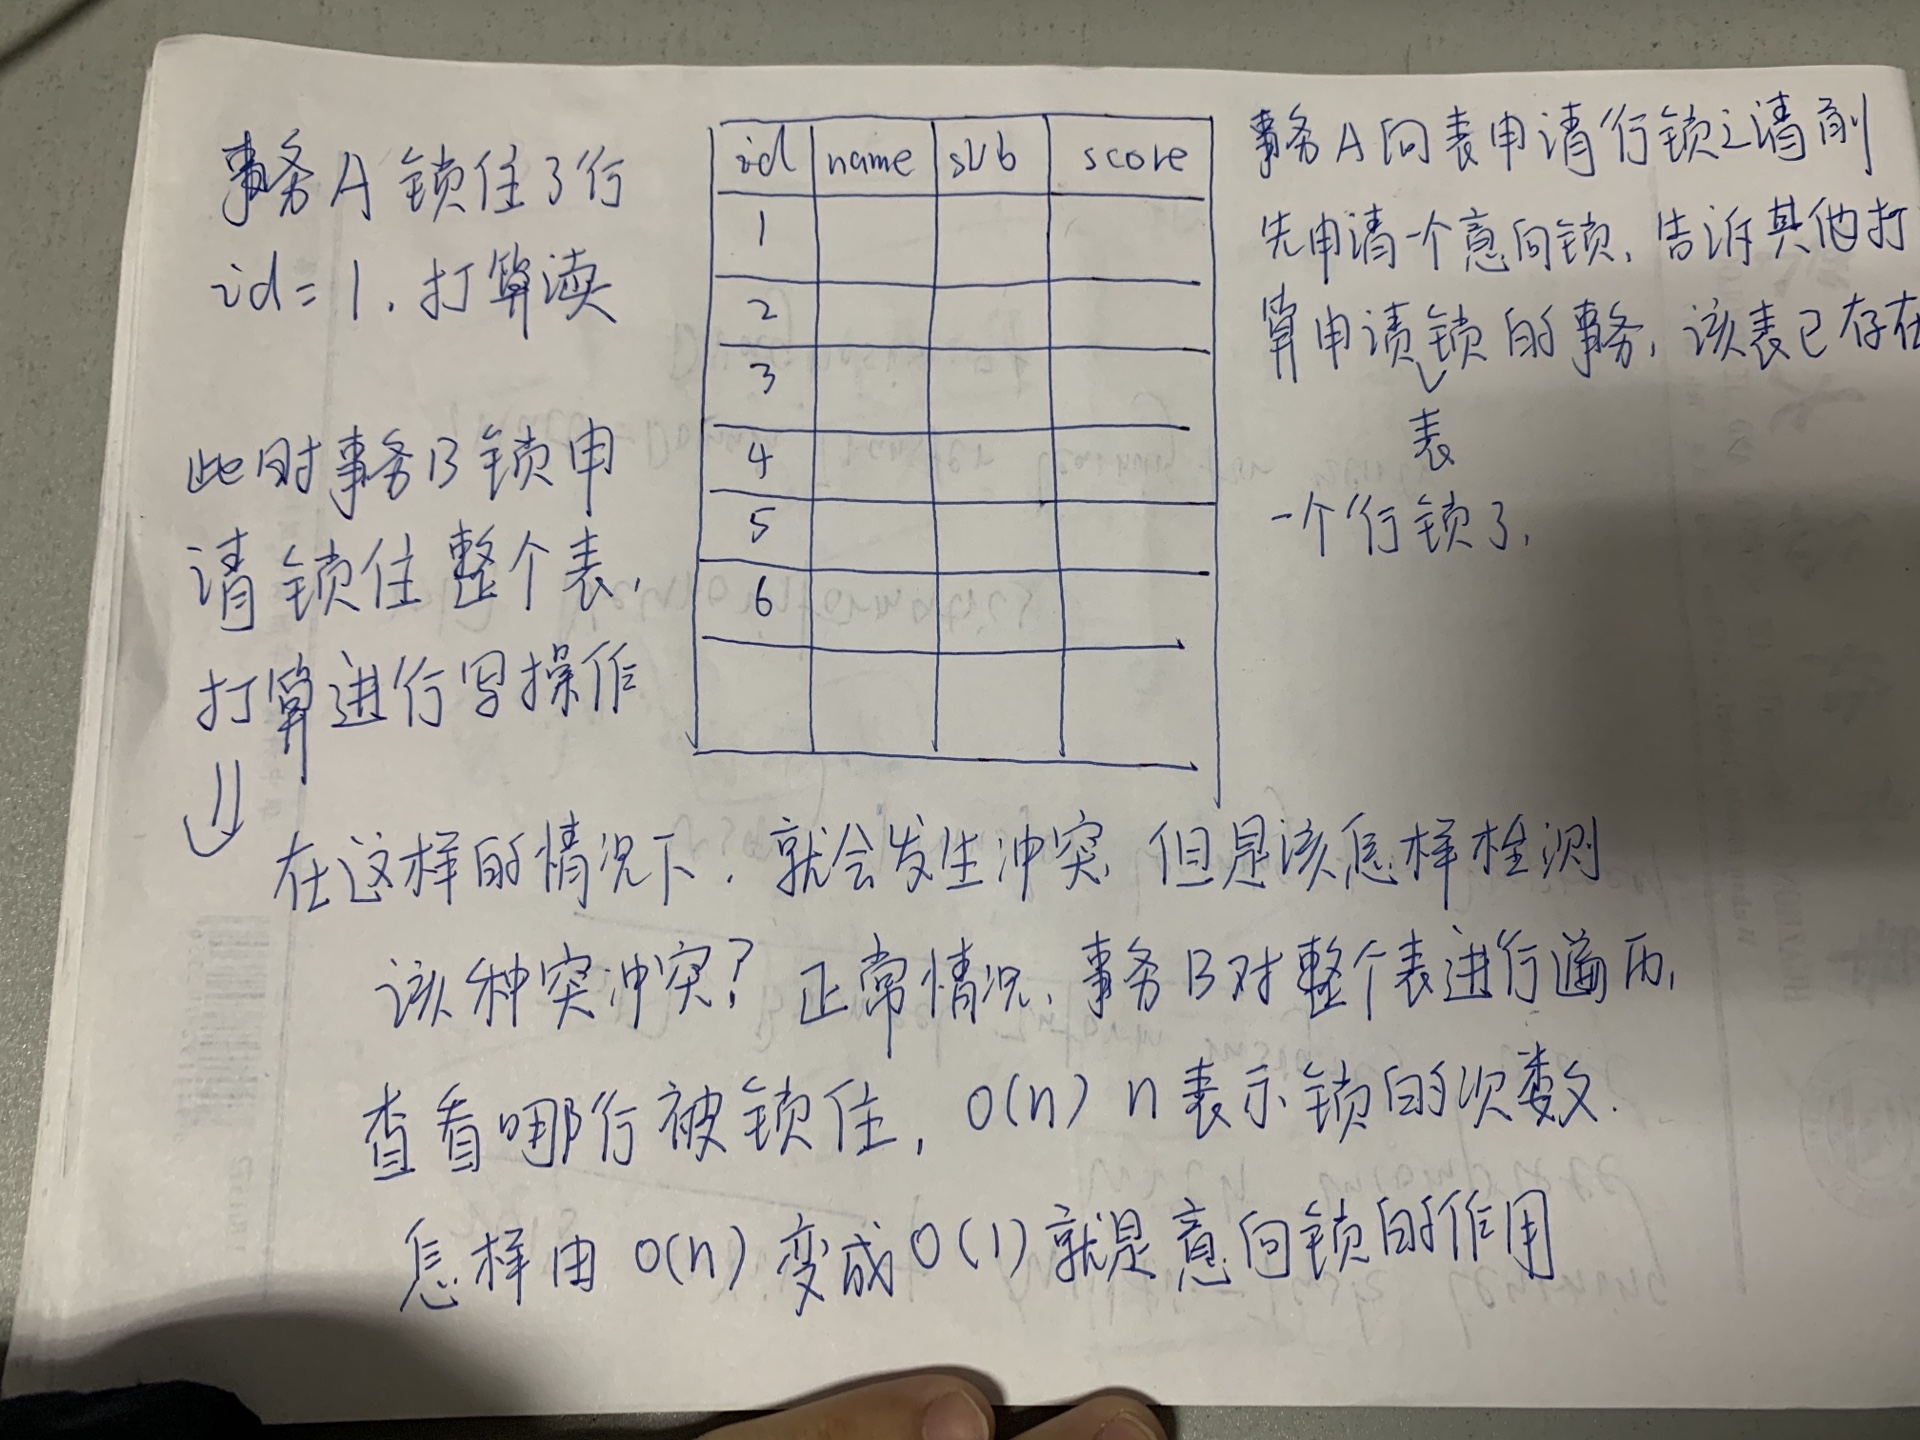 事务A锁住了行
id=1,打算读
此时事务B锁申
请锁住整个表,
打算进行写操作
id name sub score
1
2
3
4
5
6
事务A向表申请行锁之请前
先申请一个意向锁,告诉其他打
算申请锁的事务,该表已存在
表
一个行锁了,
在这样的情况下,就会发生冲突,但是该怎样检测
该种突冲突?正常情况,事务B对整个表进行遍历,
查看哪行被锁住,O(n) n表示锁的次数.
怎样由O(n)变成O(1)就是意向锁的作用